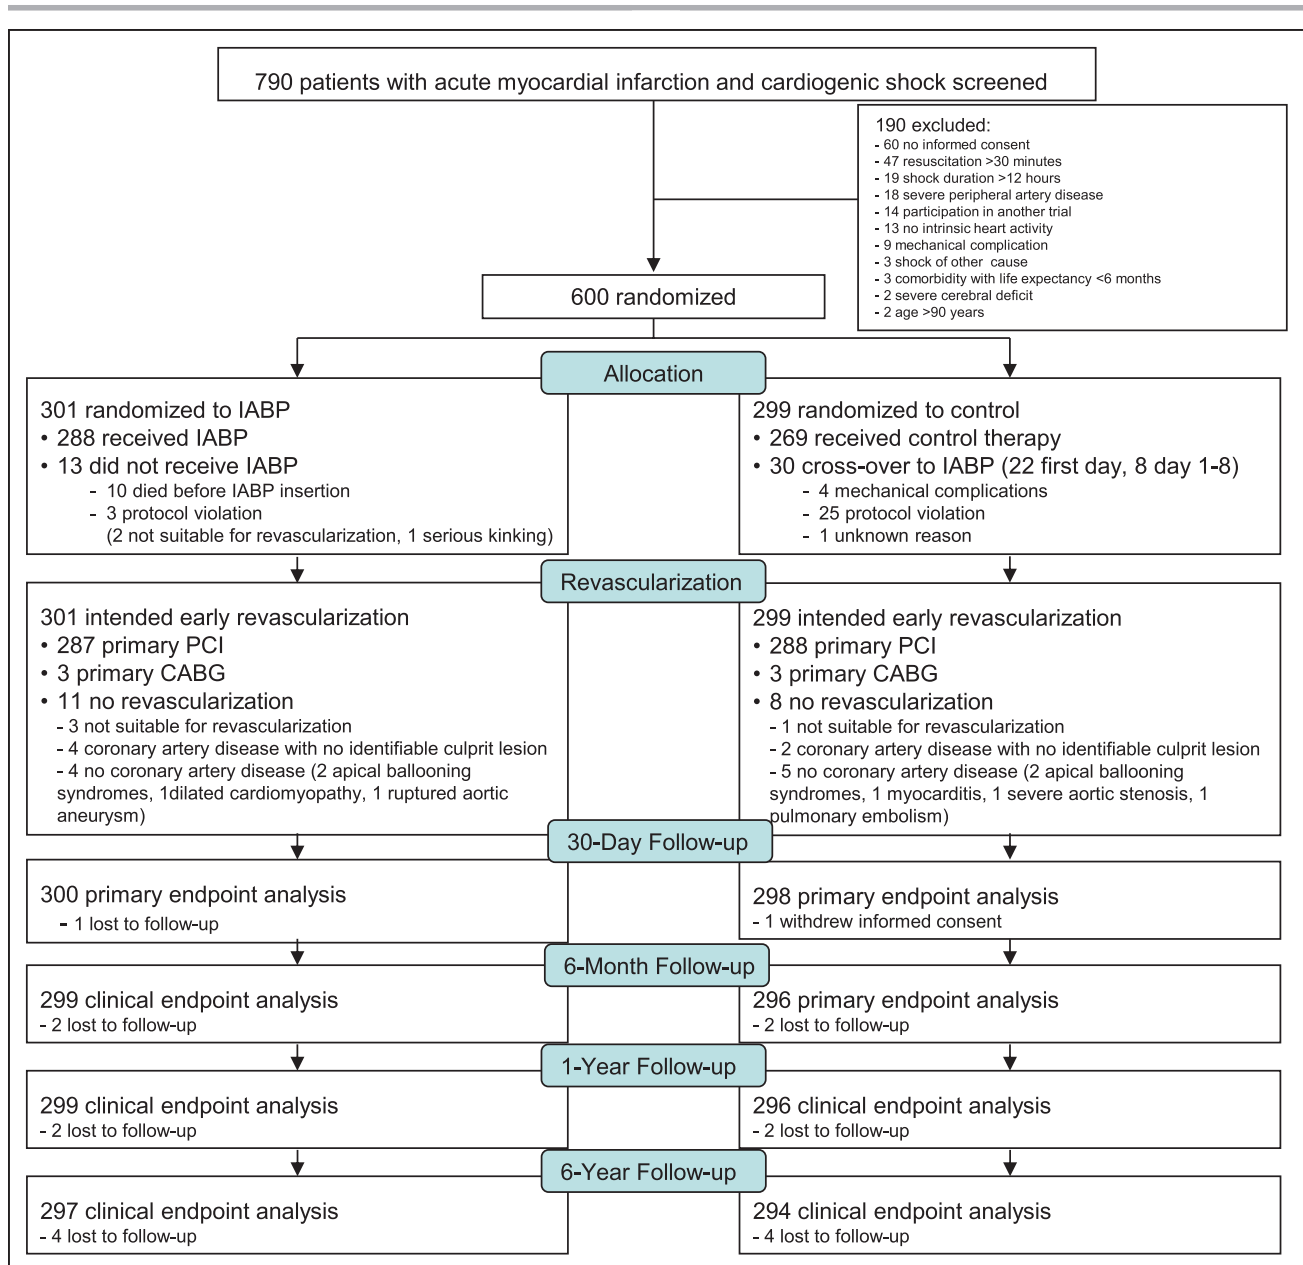 790 patients with acute myocardial infarction and cardiogenic shock screened
190 excluded:
- 60 no informed consent
- 47 resuscitation >30 minutes
- 19 shock duration >12 hours
- 18 severe peripheral artery disease
- 14 participation in another trial
- 13 no intrinsic heart activity
- 9 mechanical complication
- 3 shock of other cause
- 3 comorbidity with life expectancy <6 months
- 2 severe cerebral deficit
- 2 age >90 years
600 randomized
Allocation
301 randomized to IABP
• 288 received IABP
• 13 did not receive IABP
- 10 died before IABP insertion
- 3 protocol violation
(2 not suitable for revascularization, 1 serious kinking)
299 randomized to control
• 269 received control therapy
• 30 cross-over to IABP (22 first day, 8 day 1-8)
- 4 mechanical complications
- 25 protocol violation
- 1 unknown reason
Revascularization
301 intended early revascularization
• 287 primary PCI
• 3 primary CABG
• 11 no revascularization
- 3 not suitable for revascularization
- 4 coronary artery disease with no identifiable culprit lesion
- 4 no coronary artery disease (2 apical ballooning
syndromes, 1dilated cardiomyopathy, 1 ruptured aortic
aneurysm)
299 intended early revascularization
• 288 primary PCI
• 3 primary CABG
• 8 no revascularization
- 1 not suitable for revascularization
- 2 coronary artery disease with no identifiable culprit lesion
- 5 no coronary artery disease (2 apical ballooning
syndromes, 1 myocarditis, 1 severe aortic stenosis, 1
pulmonary embolism)
30-Day Follow-up
300 primary endpoint analysis
- 1 lost to follow-up
298 primary endpoint analysis
- 1 withdrew informed consent
6-Month Follow-up
299 clinical endpoint analysis
- 2 lost to follow-up
296 primary endpoint analysis
- 2 lost to follow-up
1-Year Follow-up
299 clinical endpoint analysis
- 2 lost to follow-up
296 clinical endpoint analysis
- 2 lost to follow-up
6-Year Follow-up
297 clinical endpoint analysis
- 4 lost to follow-up
294 clinical endpoint analysis
- 4 lost to follow-up